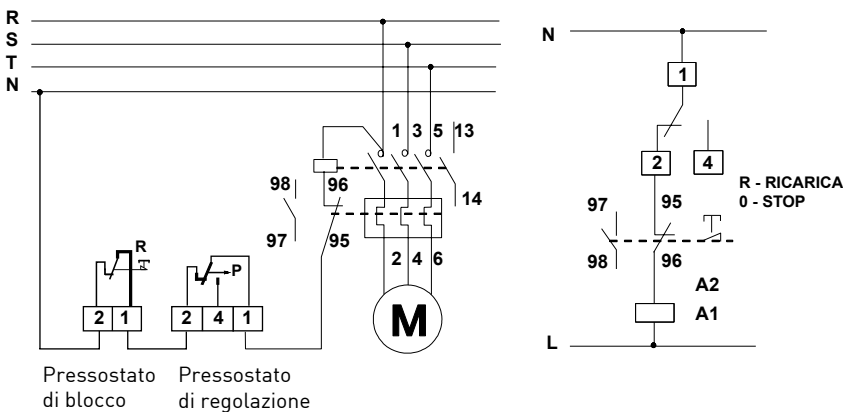 R
S
T
N
1 3 5 13
98 96 14
97 95
2 4 6
R
P
2 1 2 4 1
M
Pressostato
di blocco
Pressostato
di regolazione
N
1
2 4
R - RICARICA
0 - STOP
97 95
98 96
A2
A1
L